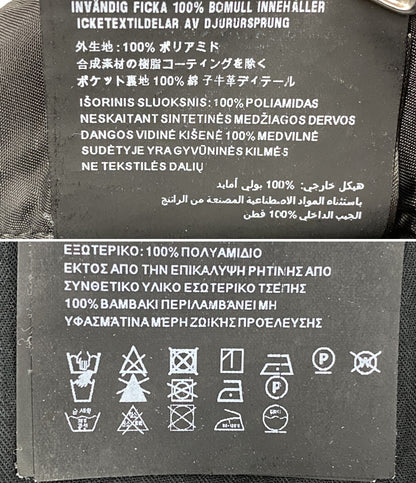 INVÄNDIG FICKA 100% BOMULL INNEHÅLLER
ICKETEXTILDELAR AV DJURURSPRUNG
外生地：100% ポリアミド
合成素材の樹脂コーティングを除く
ポケット裏地 100% 綿 子牛革ディテール
IŠORINIS SLUOKSNIS: 100% POLIAMIDAS
NESKAITANT SINTETINĖS MEDŽIAGOS DERVOS
DANGOS VIDINĖ KIŠENĖ 100% MEDVILNĖ
SUDĖTYJE YRA GYVŪNINĖS KILMĖS
NE TEKSTILĖS DALIŲ
هيكل خارجي: 100% بولي أمايد
باستثناء المواد الاصطناعية المصنعة من الراتنج
الجيب الداخلي 100% قطن
ΕΞΩΤΕΡΙΚΟ: 100% ΠΟΛΥΑΜΙΔΙΟ
ΕΚΤΟΣ ΑΠΟ ΤΗΝ ΕΠΙΚΑΛΥΨΗ ΡΗΤΙΝΗΣ ΑΠΟ
ΣΥΝΘΕΤΙΚΟ ΥΛΙΚΟ ΕΣΩΤΕΡΙΚΟ ΤΣΕΠΗΣ
100% ΒΑΜΒΑΚΙ ΠΕΡΙΛΑΜΒΑΝΕΙ ΜΗ
ΥΦΑΣΜΑΤΙΝΑ ΜΕΡΗ ΖΩΙΚΗΣ ΠΡΟΕΛΕΥΣΗΣ
P
P